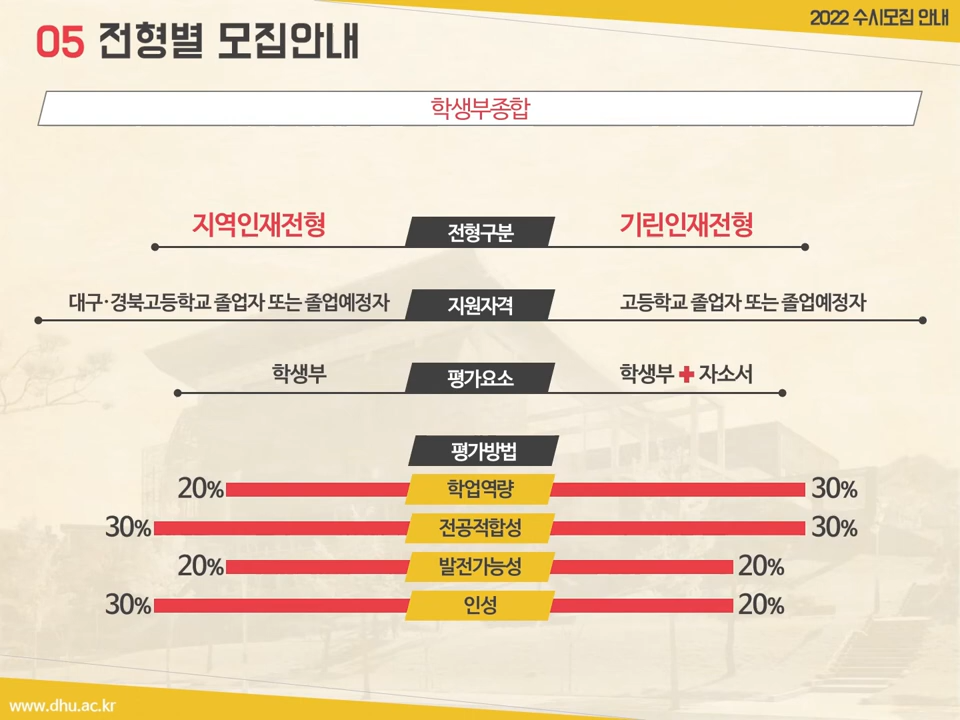 2022 수시모집 안내
05 전형별 모집안내
학생부종합
지역인재전형 전형구분 기린인재전형
대구·경북고등학교 졸업자 또는 졸업예정자 지원자격 고등학교 졸업자 또는 졸업예정자
학생부 평가요소 학생부 + 자소서
평가방법
20% 학업역량 30%
30% 전공적합성 30%
20% 발전가능성 20%
30% 인성 20%
www.dhu.ac.kr